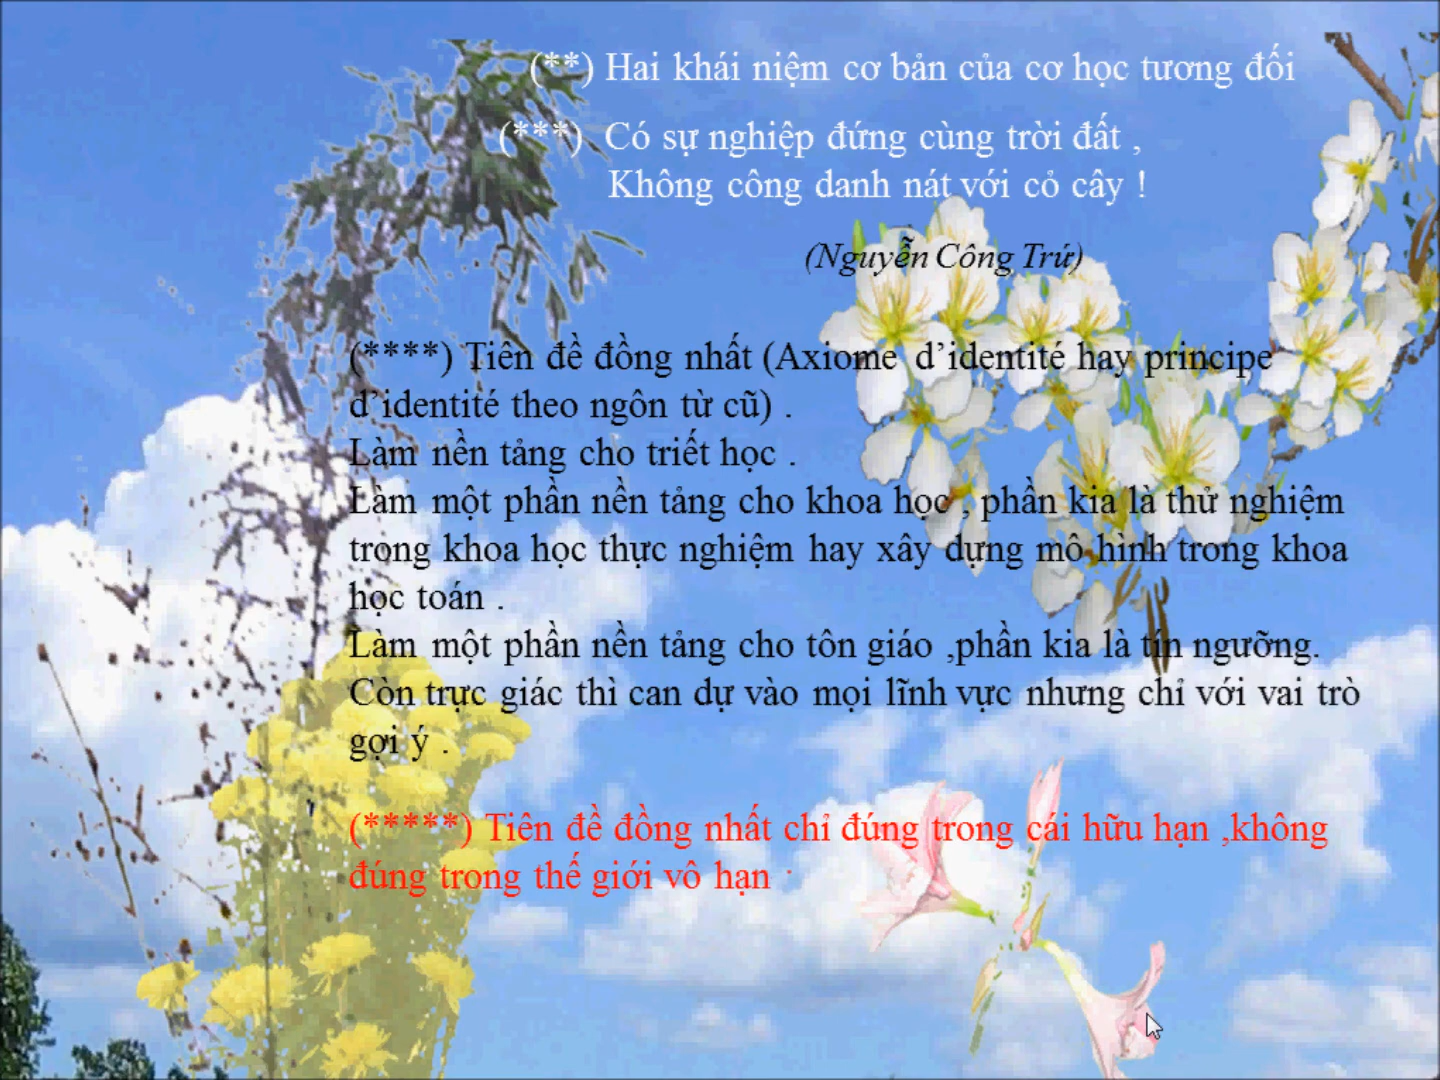 (**) Hai khái niệm cơ bản của cơ học tương đối
(***) Có sự nghiệp đứng cùng trời đất ,
Không công danh nát với cỏ cây !
(Nguyễn Công Trứ)
(****) Tiên đề đồng nhất (Axiome d’identité hay principe
d’identité theo ngôn từ cũ) .
Làm nền tảng cho triết học .
Làm một phần nền tảng cho khoa học , phần kia là thử nghiệm
trong khoa học thực nghiệm hay xây dựng mô hình trong khoa
học toán .
Làm một phần nền tảng cho tôn giáo ,phần kia là tín ngưỡng.
Còn trực giác thì can dự vào mọi lĩnh vực nhưng chỉ với vai trò
gợi ý .
(*****) Tiên đề đồng nhất chỉ đúng trong cái hữu hạn ,không
đúng trong thế giới vô hạn .